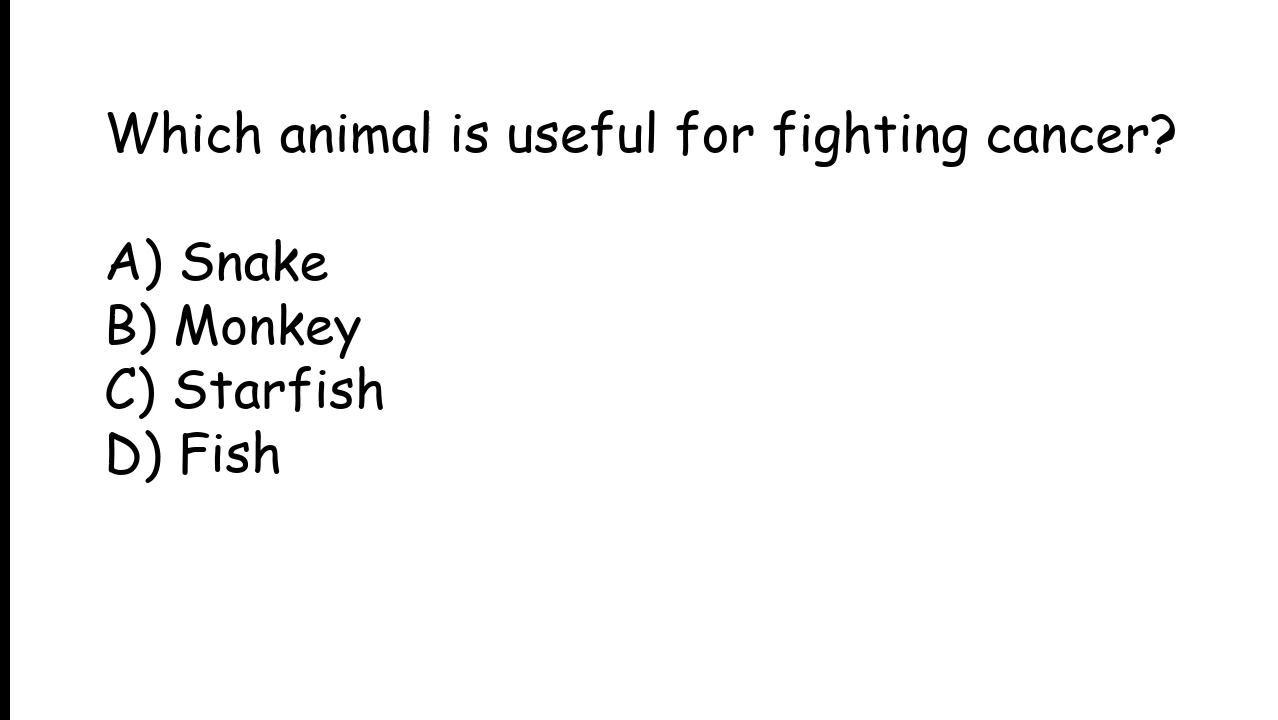 Which animal is useful for fighting cancer?
A) Snake
B) Monkey
C) Starfish
D) Fish